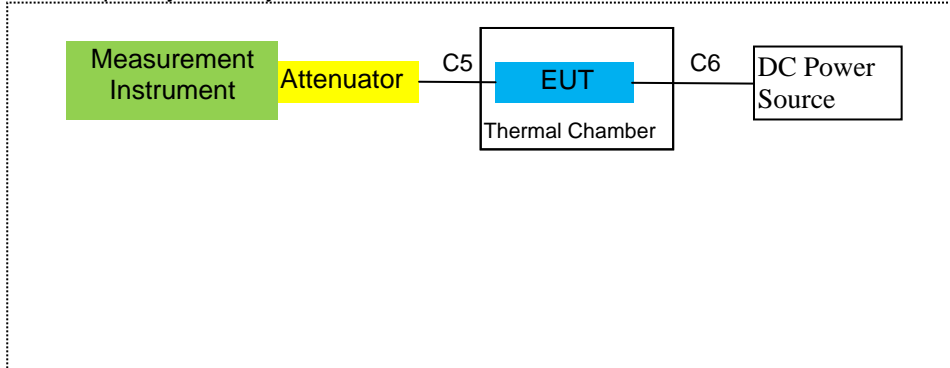 Measurement
Instrument
Attenuator
C5
EUT
C6
DC Power
Source
Thermal Chamber